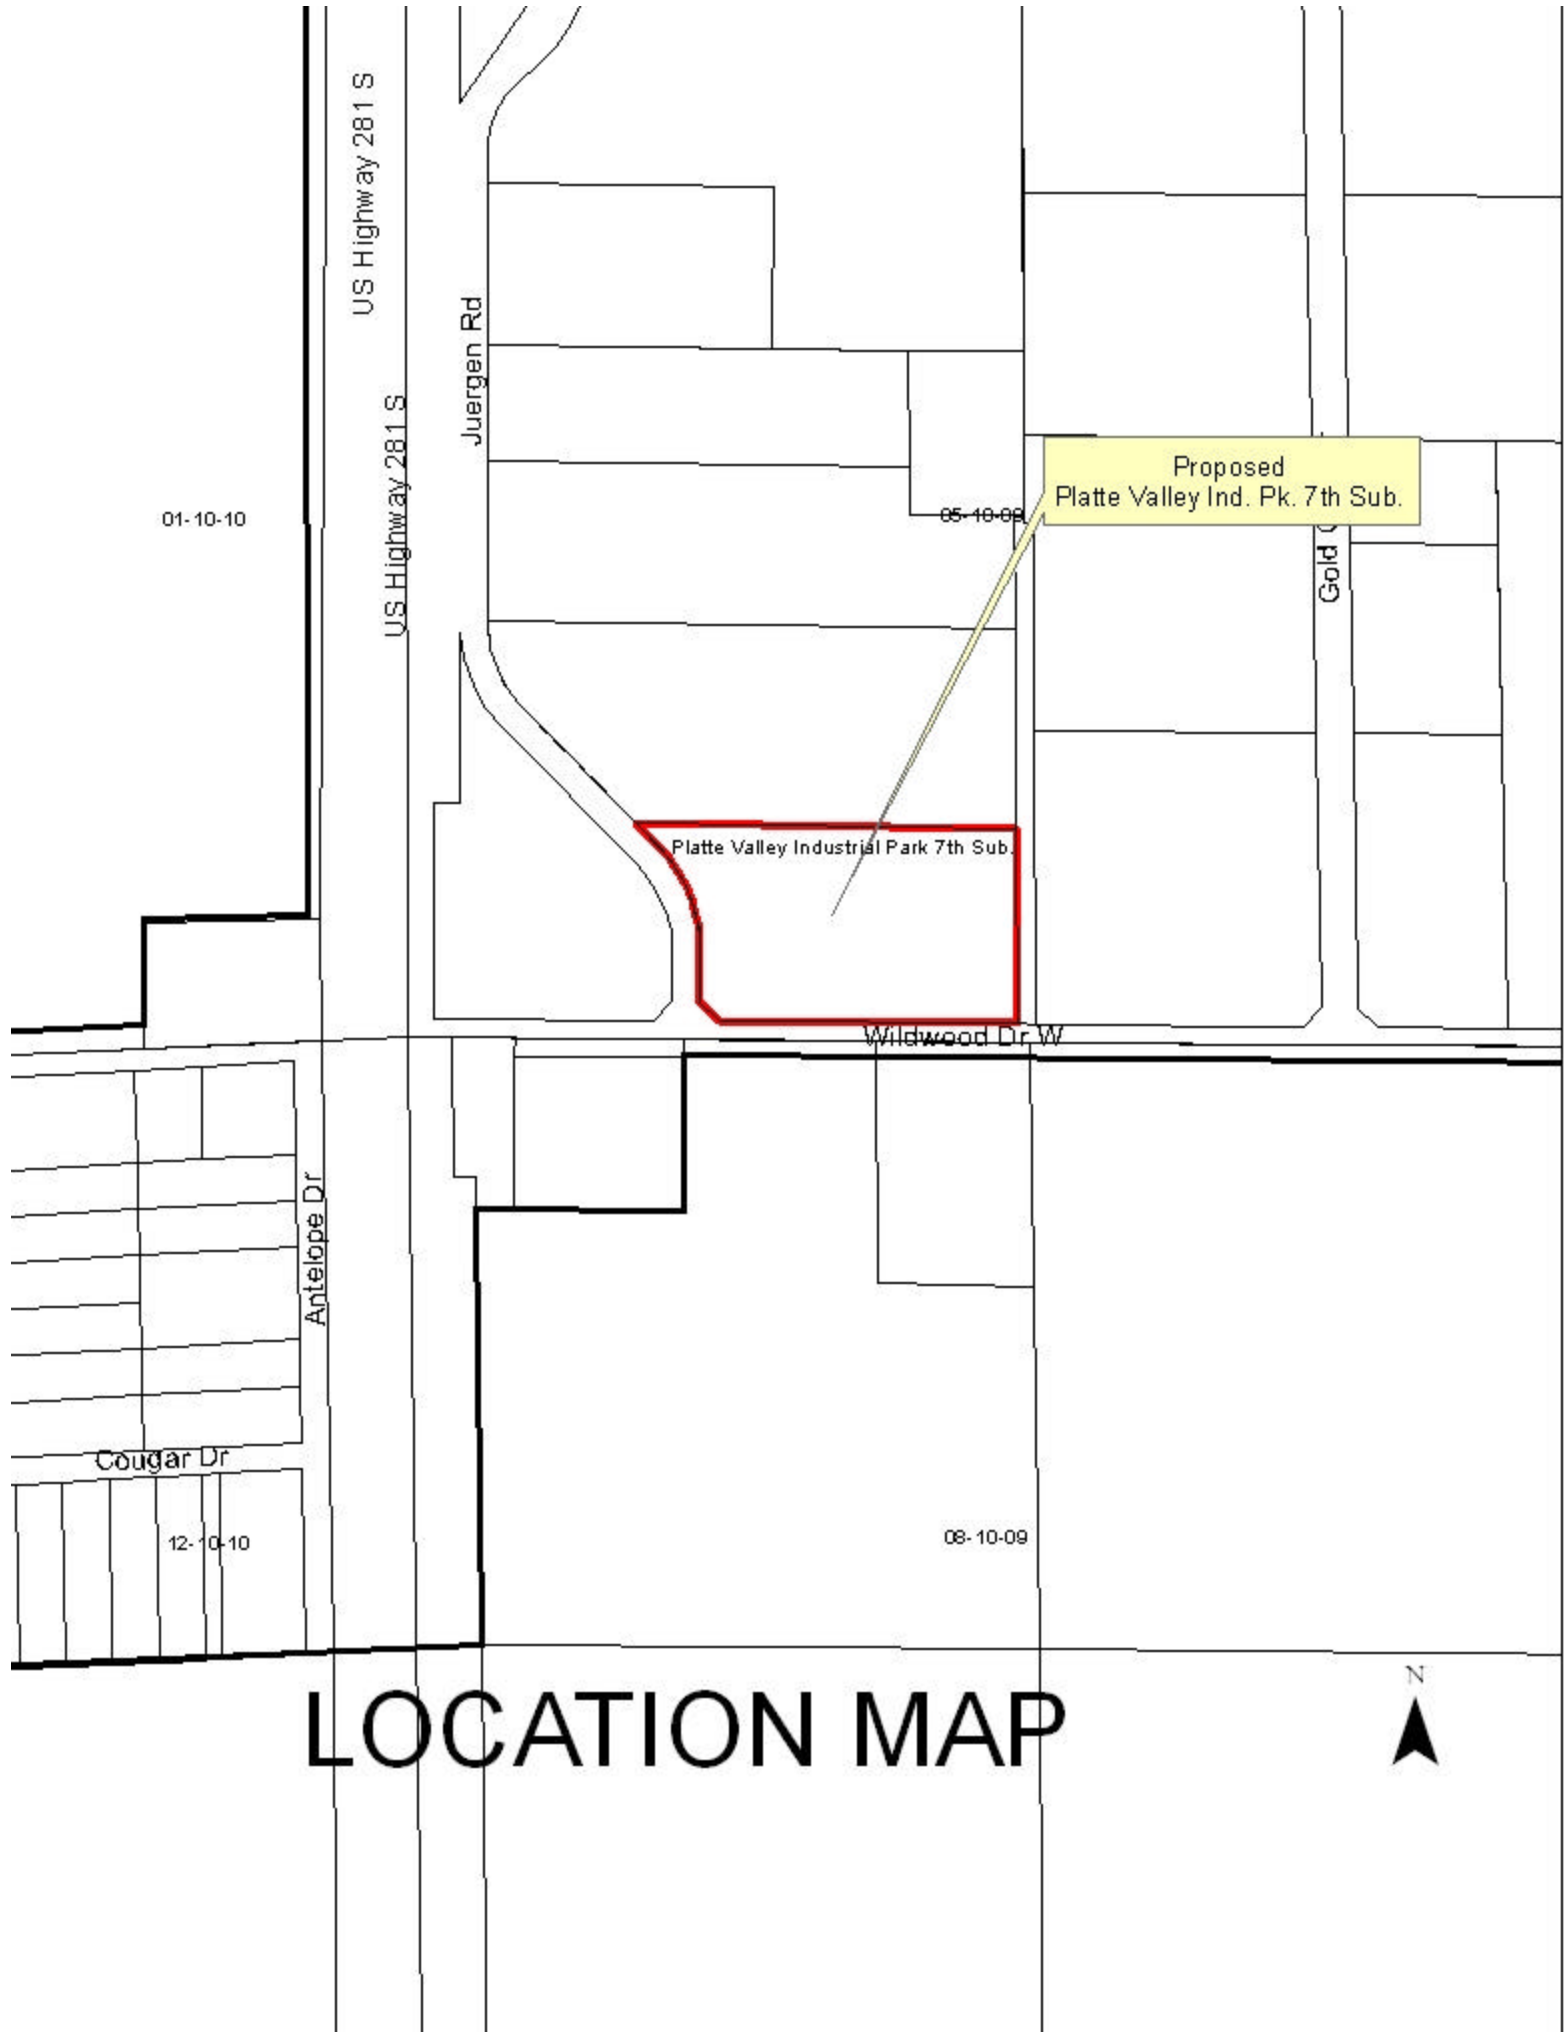 US Highway 281 S
Juergen Rd
US Highway 281 S
Proposed
Platte Valley Ind. Pk. 7th Sub.
01-10-10
05-10-09
Gold
Platte Valley Industrial Park 7th Sub.
Wildwood Dr W
Antelope Dr
Cougar Dr
12-10-10
08-10-09
LOCATION MAP
N